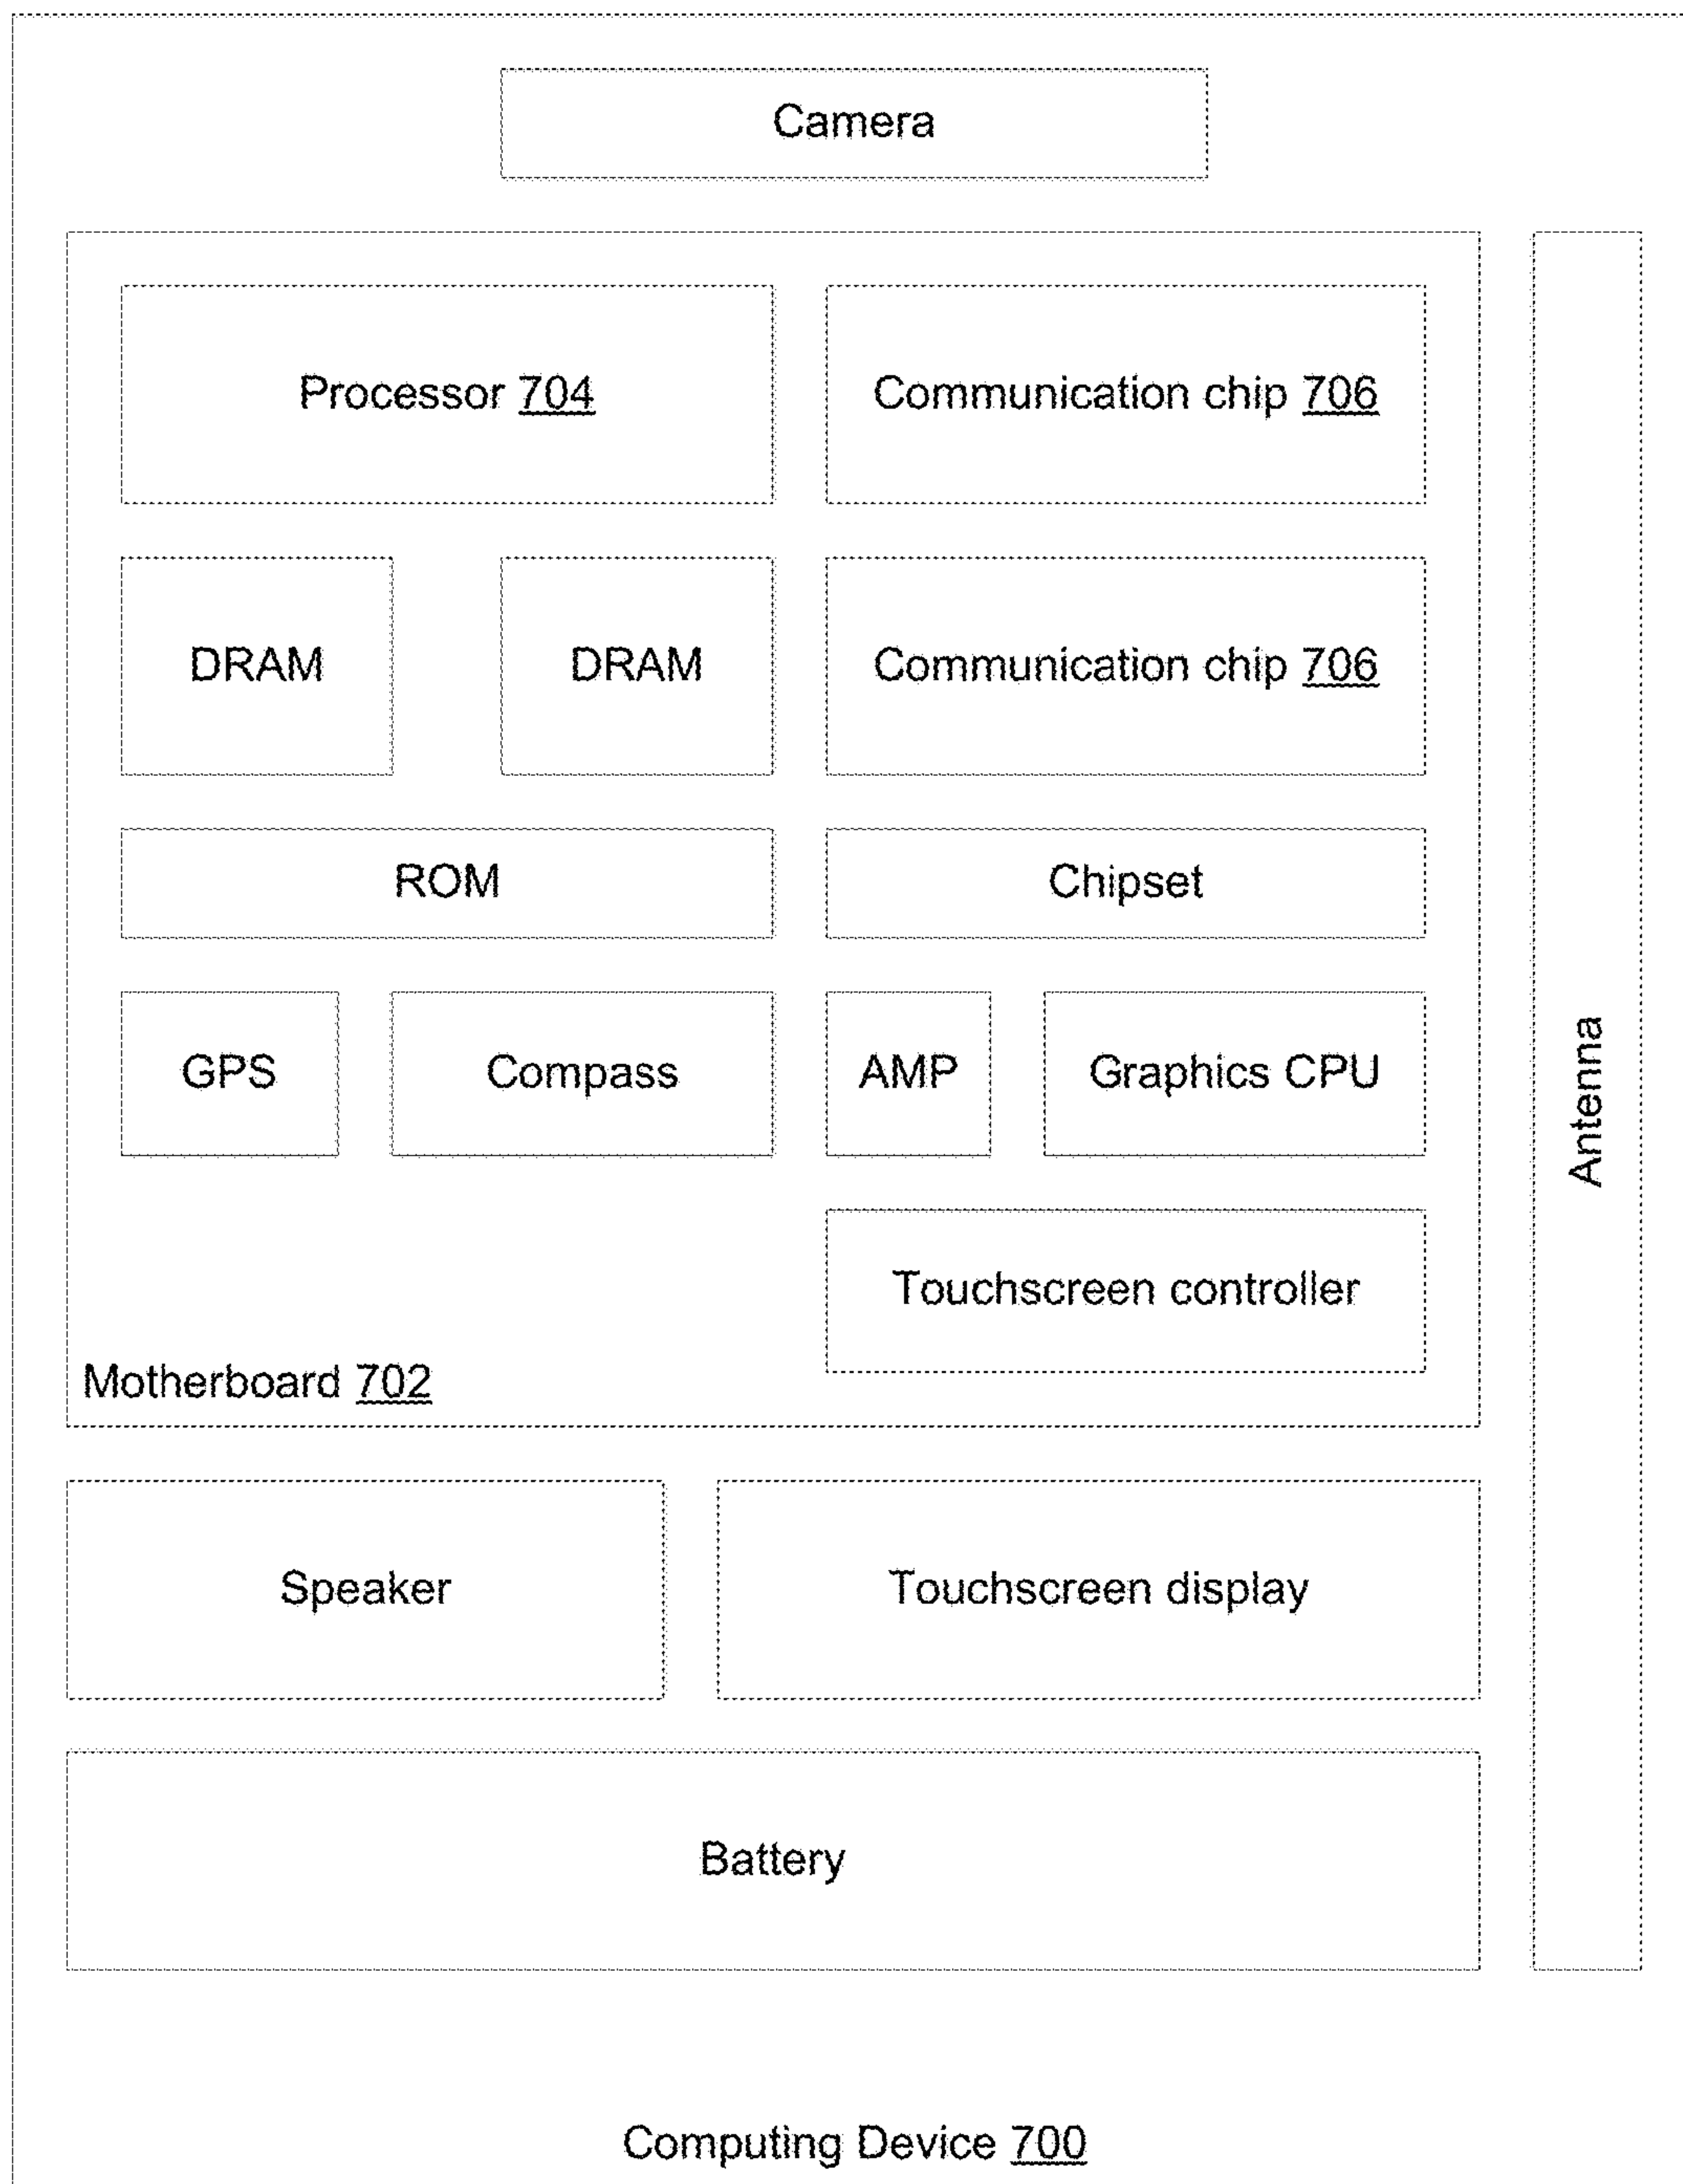 Camera
Processor 704
Communication chip 706
DRAM
DRAM
Communication chip 706
ROM
Chipset
GPS
Compass
AMP
Graphics CPU
Touchscreen controller
Motherboard 702
Antenna
Speaker
Touchscreen display
Battery
Computing Device 700